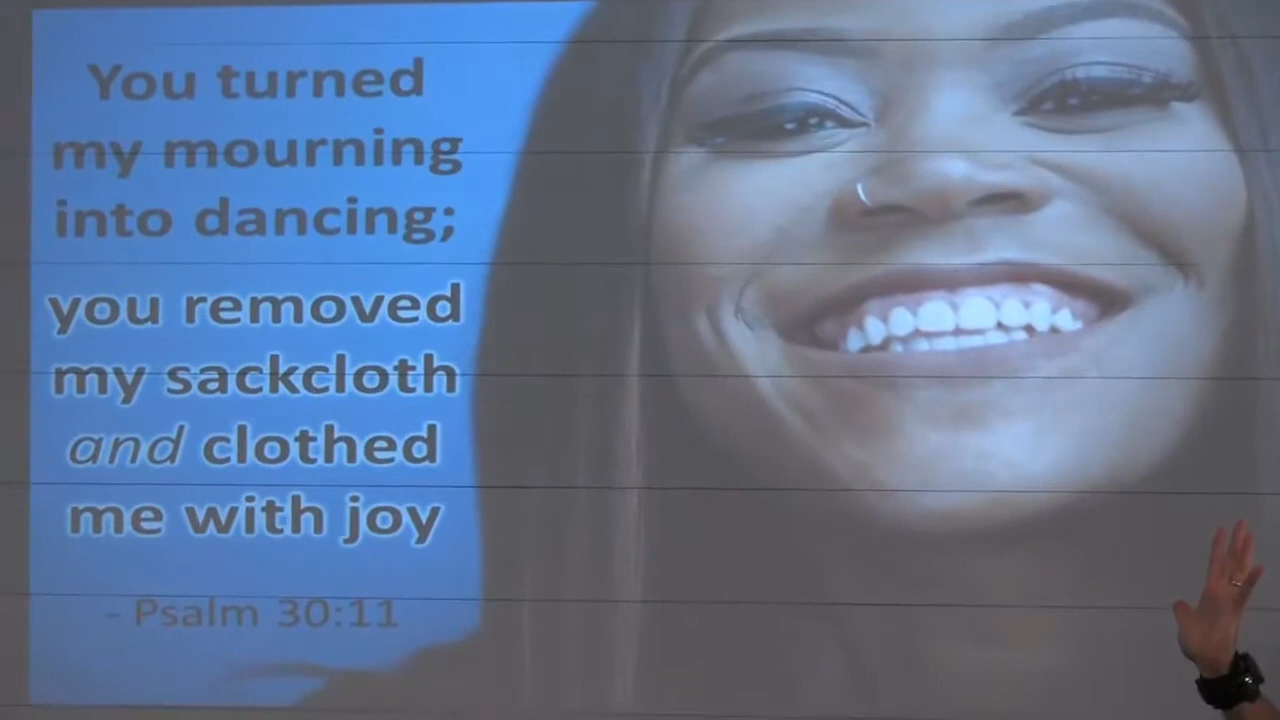 You turned
my mourning
into dancing;
you removed
my sackcloth
and clothed
me with joy
- Psalm 30:11